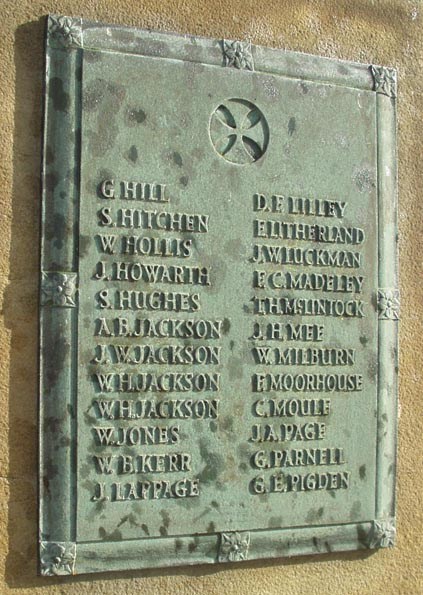 G HILL
S. HITCHEN
W. HOLLIS
J. HOWARTH
S. HUGHES
A. B. JACKSON
J. W. JACKSON
W. H. JACKSON
W. H. JACKSON
W. JONES
W. B. KERR
J. LAPPAGE
D. F. LILLEY
E. LITHERLAND
J. W. LUCKMAN
F. C. MADELEY
T. H. McLINTOCK
J. H. MEE
W. MILBURN
F. MOORHOUSE
C. MOULE
J. A. PAGE
G. PARNELL
G. E. PIGDEN